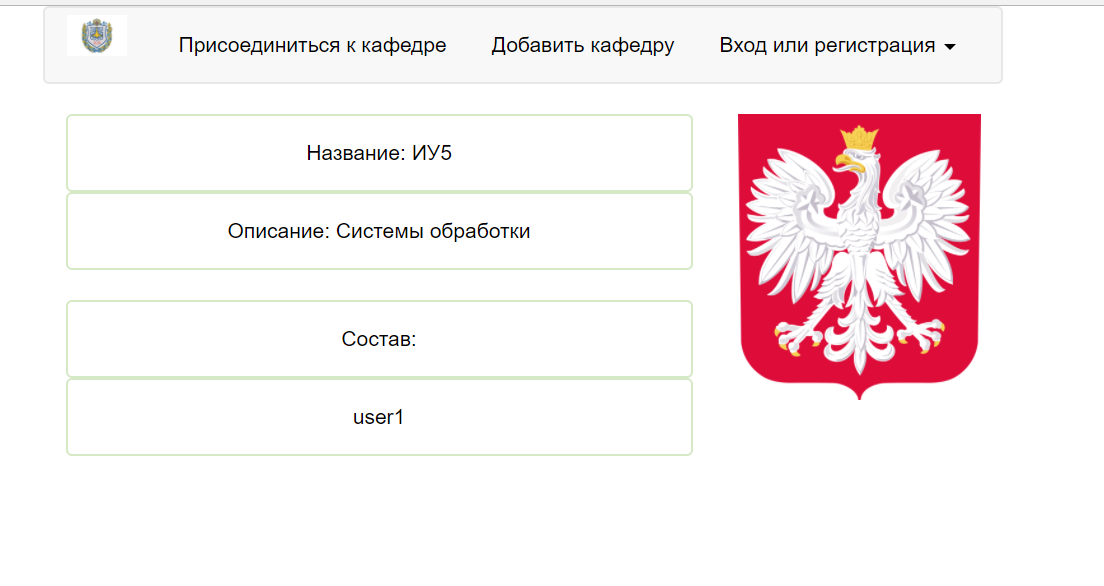 Присоединиться к кафедре Добавить кафедру Вход или регистрация
Название: ИУ5
Описание: Системы обработки
Состав:
user1